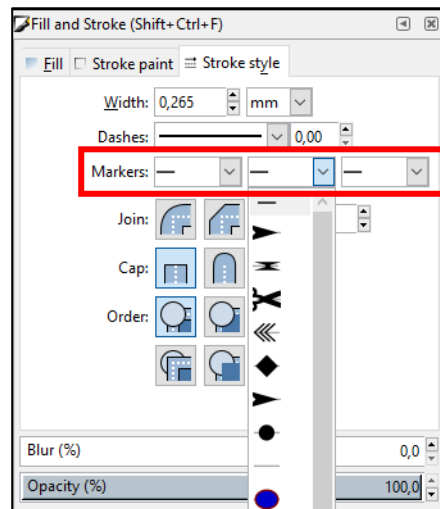 Fill and Stroke (Shift+Ctrl+F)
Fill Stroke paint Stroke style
Width: 0,265 mm
Dashes: 0,00
Markers:
Join:
Cap:
Order:
Blur (%) 0,0
Opacity (%) 100,0